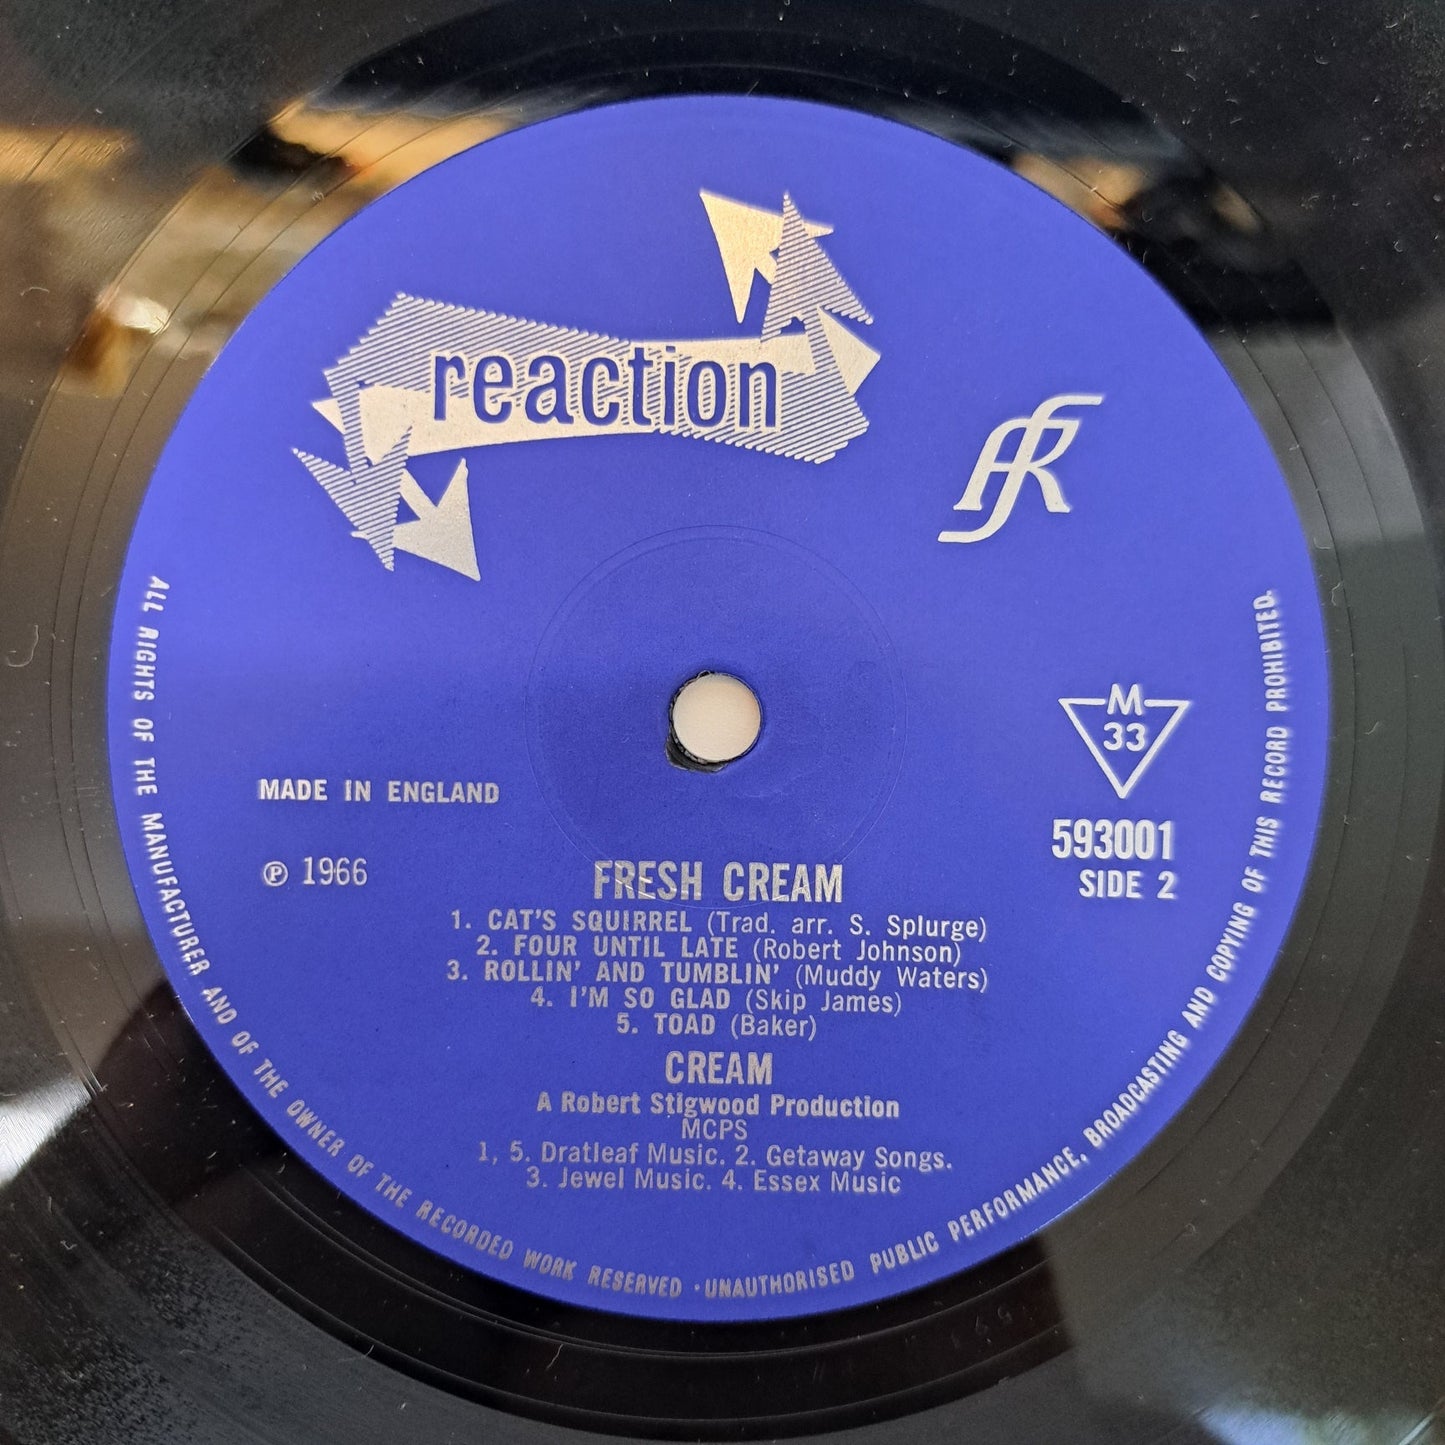 reaction
MADE IN ENGLAND
℗ 1966
M
33
593001
SIDE 2
FRESH CREAM
1. CAT'S SQUIRREL (Trad. arr. S. Splurge)
2. FOUR UNTIL LATE (Robert Johnson)
3. ROLLIN' AND TUMBLIN' (Muddy Waters)
4. I'M SO GLAD (Skip James)
5. TOAD (Baker)
CREAM
A Robert Stigwood Production
MCPS
1, 5. Dratleaf Music. 2. Getaway Songs.
3. Jewel Music. 4. Essex Music
ALL RIGHTS OF THE MANUFACTURER AND OF THE OWNER OF THE RECORDED WORK RESERVED · UNAUTHORISED PUBLIC PERFORMANCE, BROADCASTING AND COPYING OF THIS RECORD PROHIBITED.